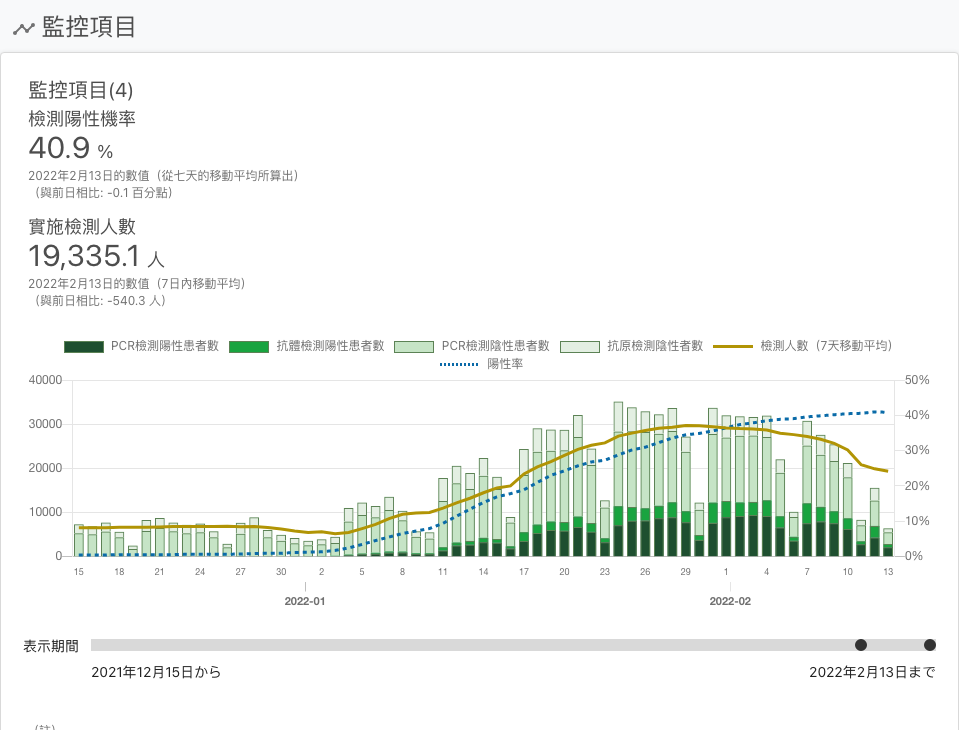 監控項目
監控項目(4)
檢測陽性機率
40.9 %
2022年2月13日的數值（從七天的移動平均所算出）
（與前日相比: -0.1 百分點）
實施檢測人數
19,335.1 人
2022年2月13日的數值（7日內移動平均）
（與前日相比: -540.3 人）
PCR檢測陽性患者數 抗體檢測陽性患者數 PCR檢測陰性患者數 抗原檢測陰性者數 檢測人數（7天移動平均）
陽性率
40000 50%
40%
30000
30%
20000
20%
10000
10%
0 0%
15 18 21 24 27 30 2 5 8 11 14 17 20 23 26 29 1 4 7 10 13
2022-01 2022-02
表示期間
2021年12月15日から 2022年2月13日まで
（註）